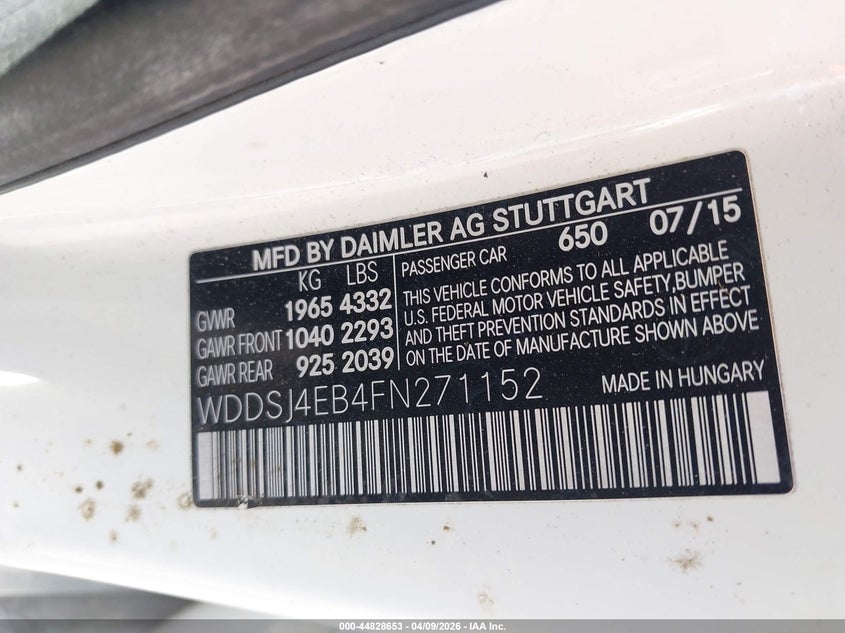 MFD BY DAIMLER AG STUTTGART
KG LBS
GVWR 1965 4332
GAWR FRONT 1040 2293
GAWR REAR 925 2039
PASSENGER CAR 650 07/15
THIS VEHICLE CONFORMS TO ALL APPLICABLE
U.S. FEDERAL MOTOR VEHICLE SAFETY,BUMPER
AND THEFT PREVENTION STANDARDS IN EFFECT
ON THE DATE OF MANUFACTURE SHOWN ABOVE
WDDSJ4EB4FN271152
MADE IN HUNGARY
000-44828653 - 04/09/2026 - IAA Inc.